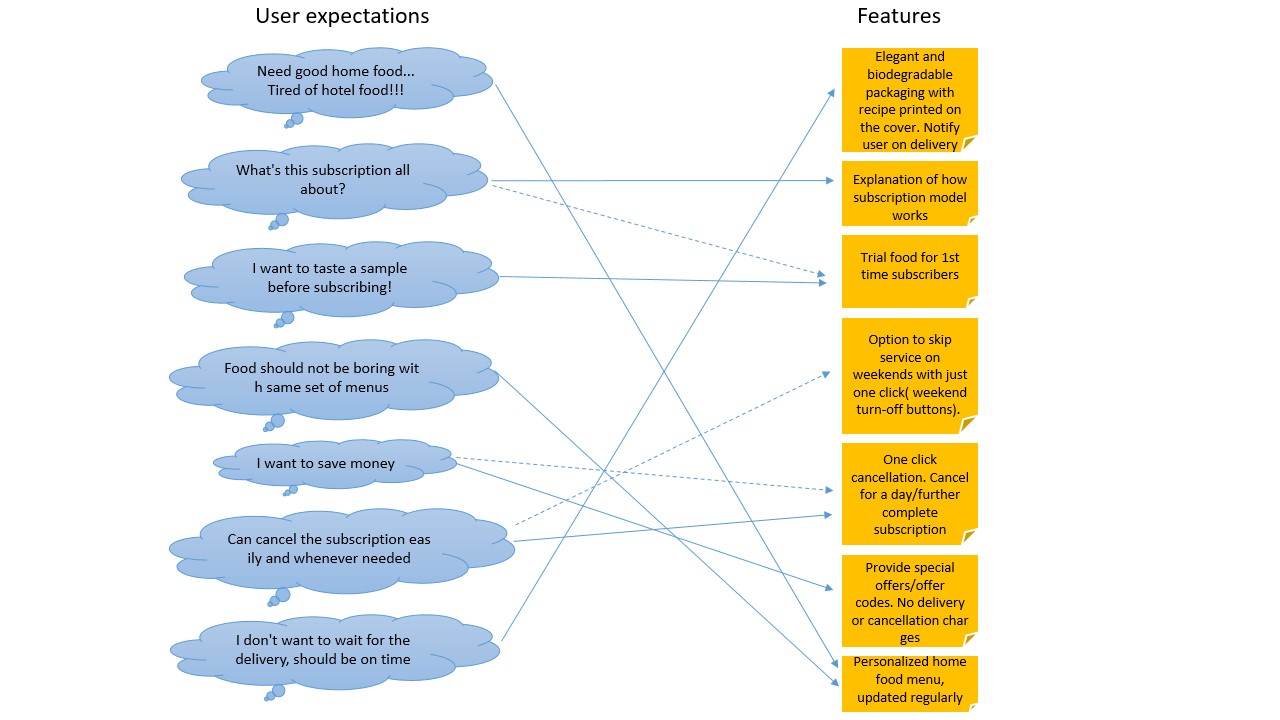 User expectations
Need good home food...
Tired of hotel food!!!
What's this subscription all
about?
I want to taste a sample
before subscribing!
Food should not be boring wit
h same set of menus
I want to save money
Can cancel the subscription eas
ily and whenever needed
I don't want to wait for the
delivery, should be on time
Features
Elegant and
biodegradable
packaging with
recipe printed on
the cover. Notify
user on delivery
Explanation of how
subscription model
works
Trial food for 1st
time subscribers
Option to skip
service on
weekends with just
one click( weekend
turn-off buttons).
One click
cancellation. Cancel
for a day/further
complete
subscription
Provide special
offers/offer
codes. No delivery
or cancellation char
ges
Personalized home
food menu,
updated regularly